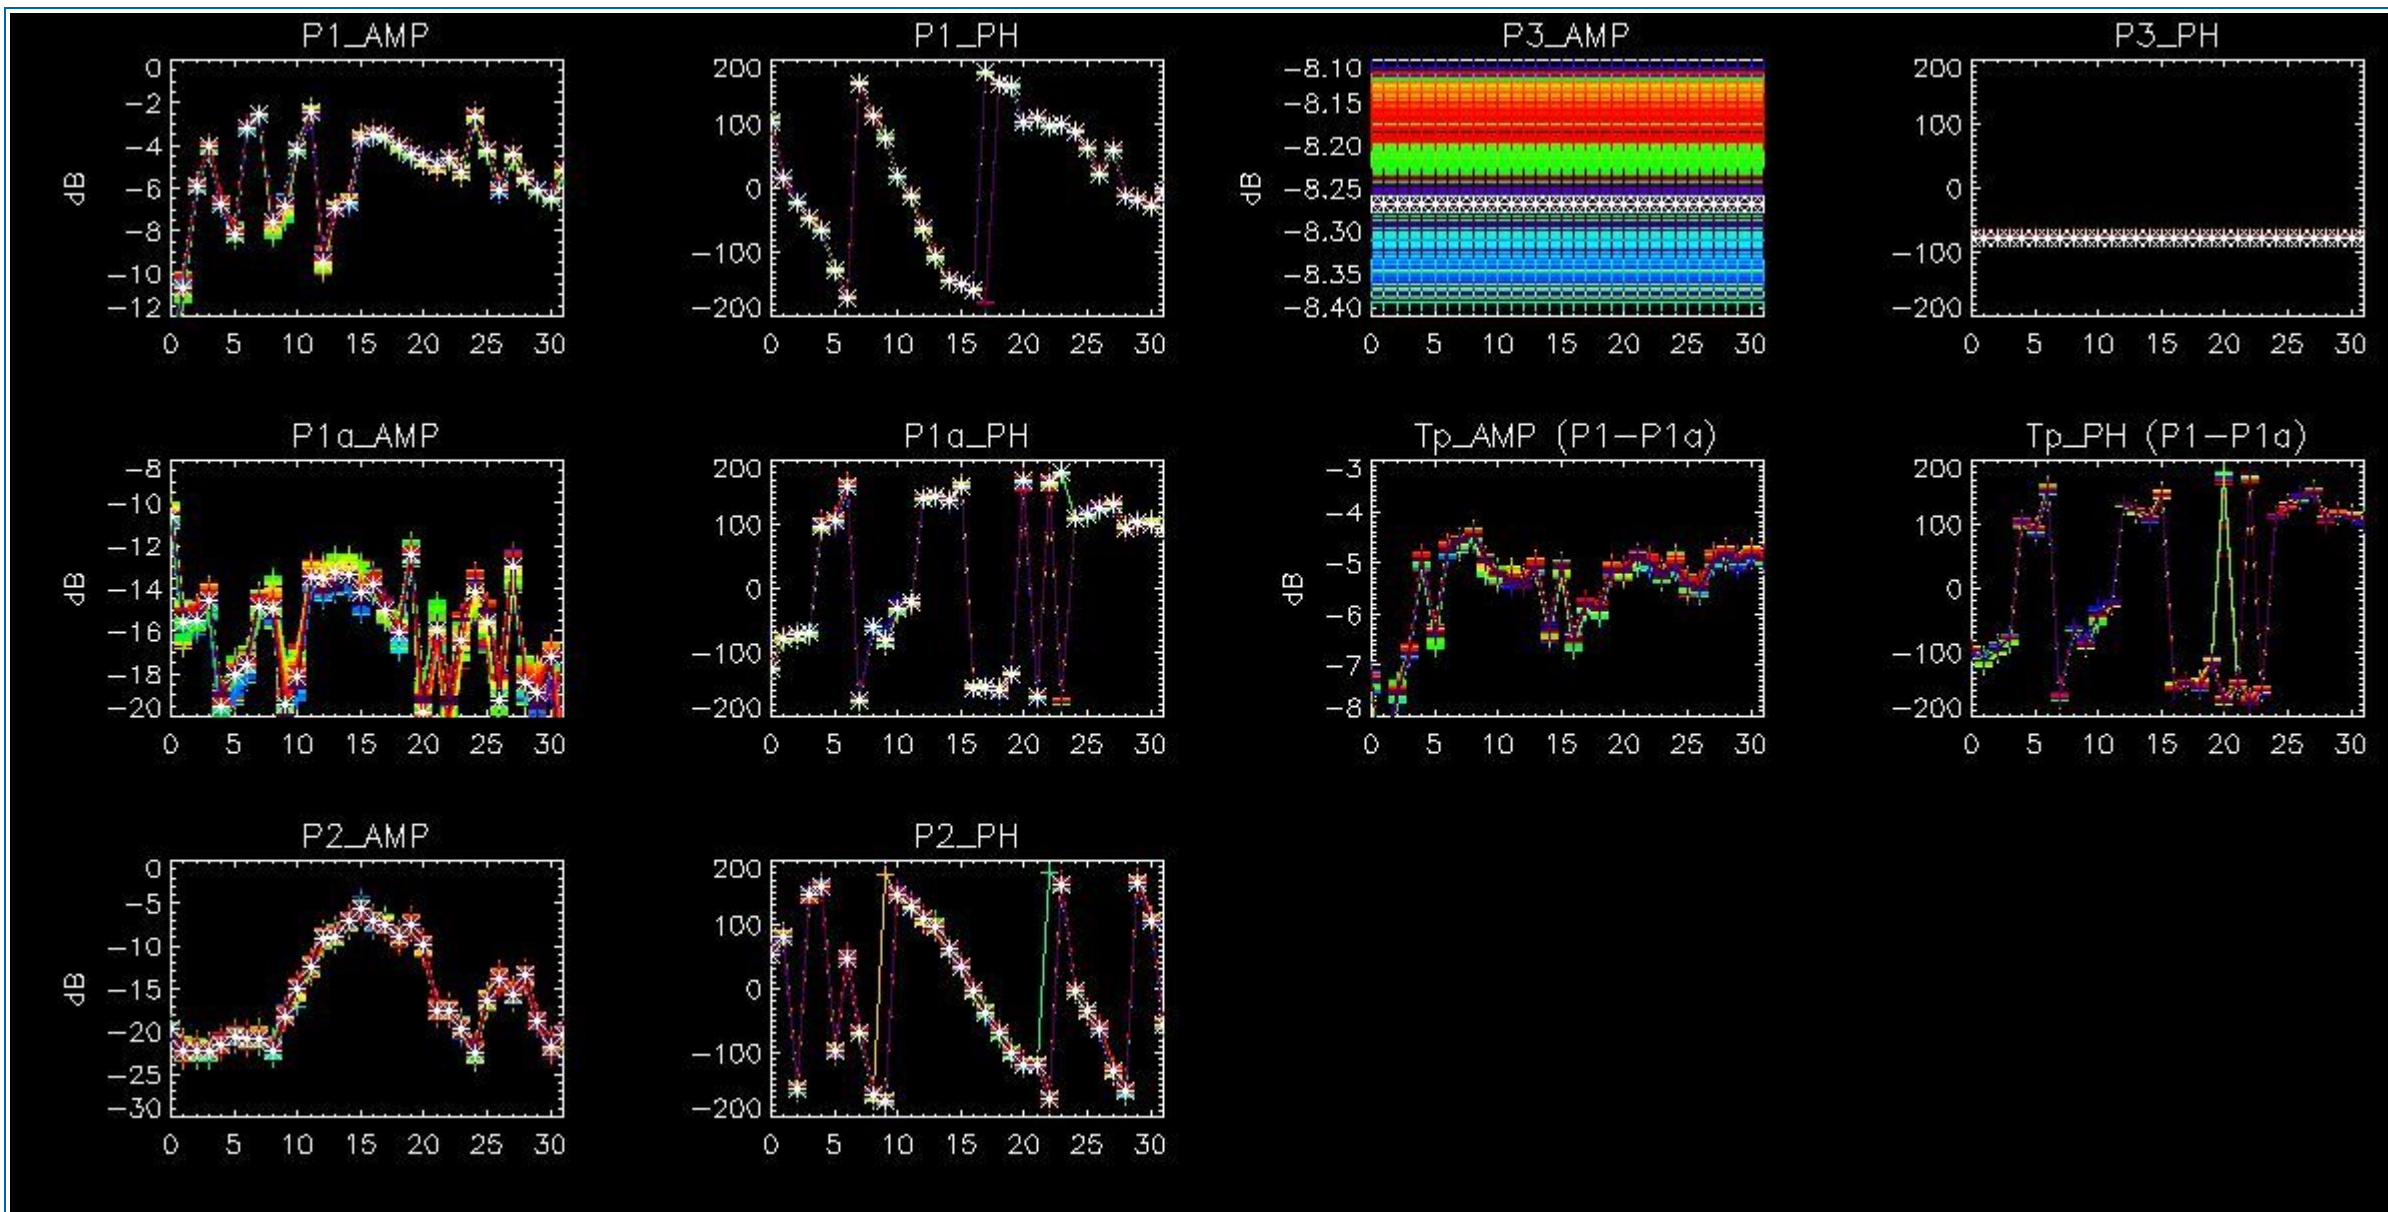 P1_AMP P1_PH P3_AMP P3_PH
0 200 −8.10 200
−2 −8.15
−4 100 −8.20 100
dB −6 0 dB −8.25 0
−8 −8.30
−10 −100 −8.35 −100
−12 −200 −8.40 −200
0 5 10 15 20 25 30 0 5 10 15 20 25 30 0 5 10 15 20 25 30 0 5 10 15 20 25 30
P1a_AMP P1a_PH Tp_AMP (P1−P1a) Tp_PH (P1−P1a)
−8 200 −3 200
−10 −4
−12 100 100
dB −14 0 dB −5 0
−16 −6
−18 −100 −7 −100
−20 −200 −8 −200
0 5 10 15 20 25 30 0 5 10 15 20 25 30 0 5 10 15 20 25 30 0 5 10 15 20 25 30
P2_AMP P2_PH
0 200
−5 100
−10
dB −15 0
−20 −100
−25
−30 −200
0 5 10 15 20 25 30 0 5 10 15 20 25 30